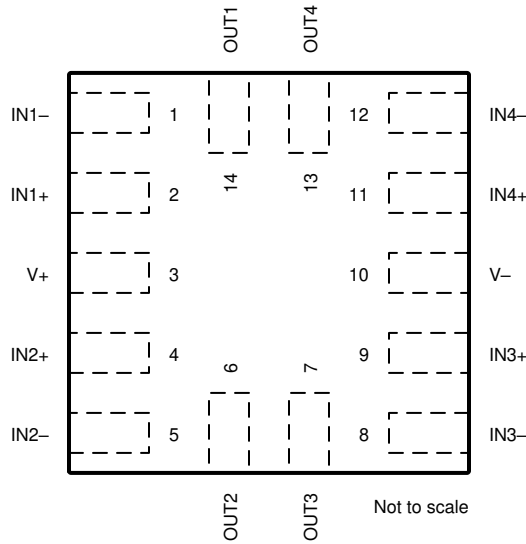 OUT1 OUT4
IN1– 1 12 IN4–
14 13
IN1+ 2 11 IN4+
V+ 3 10 V–
IN2+ 4 6 7 9 IN3+
IN2– 5 8 IN3–
OUT2 OUT3
Not to scale